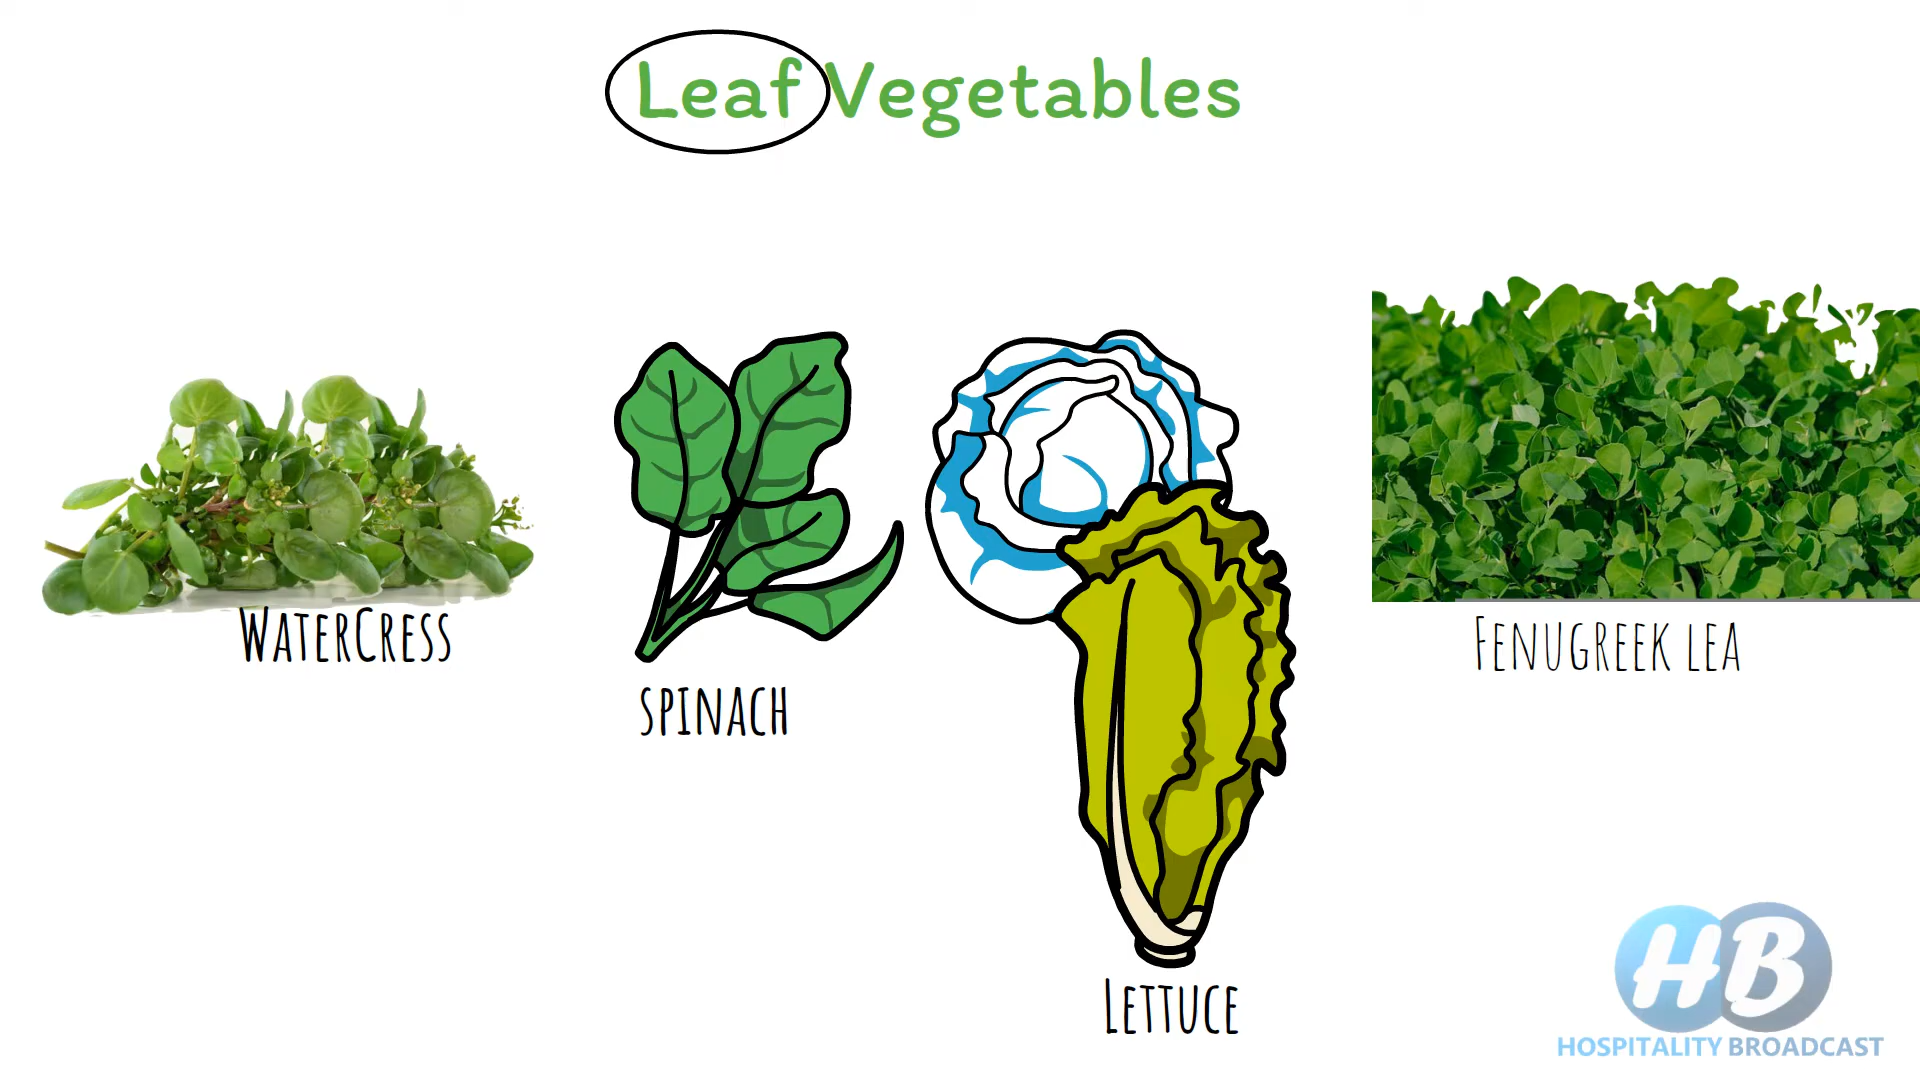 Leaf Vegetables
WaterCress
spinach
Lettuce
Fenugreek lea
HB
HOSPITALITY BROADCAST